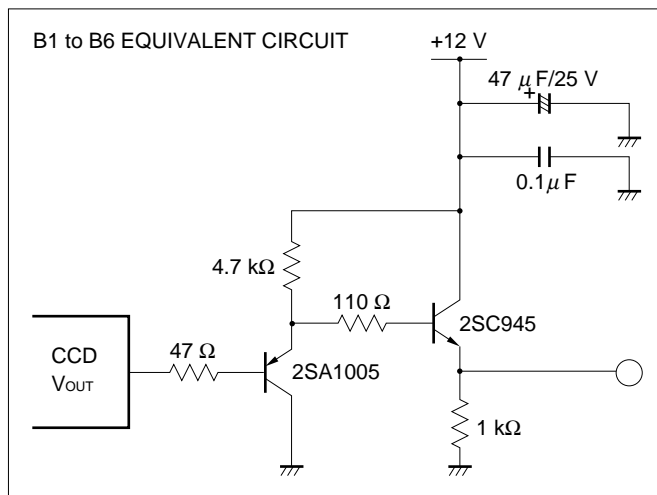 B1 to B6 EQUIVALENT CIRCUIT
+12 V
47 μF/25 V
+
0.1μF
4.7 kΩ
110 Ω
2SC945
47 Ω
CCD
VOUT
2SA1005
1 kΩ